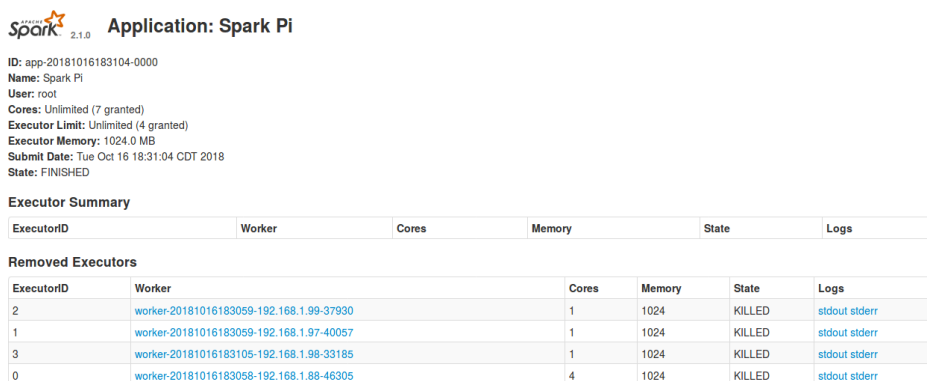 APACHE Spark 2.1.0 Application: Spark Pi
ID: app-20181016183104-0000
Name: Spark Pi
User: root
Cores: Unlimited (7 granted)
Executor Limit: Unlimited (4 granted)
Executor Memory: 1024.0 MB
Submit Date: Tue Oct 16 18:31:04 CDT 2018
State: FINISHED
Executor Summary
ExecutorID Worker Cores Memory State Logs
Removed Executors
ExecutorID Worker Cores Memory State Logs
2 worker-20181016183059-192.168.1.99-37930 1 1024 KILLED stdout stderr
1 worker-20181016183059-192.168.1.97-40057 1 1024 KILLED stdout stderr
3 worker-20181016183105-192.168.1.98-33185 1 1024 KILLED stdout stderr
0 worker-20181016183058-192.168.1.88-46305 4 1024 KILLED stdout stderr